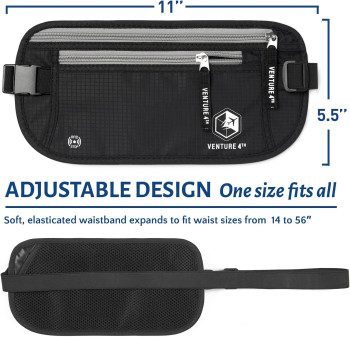 11″
5.5″
VENTURE 4TH
VENTURE 4TH
VENTURE 4TH
ADJUSTABLE DESIGN One size fits all
Soft, elasticated waistband expands to fit waist sizes from 14 to 56″